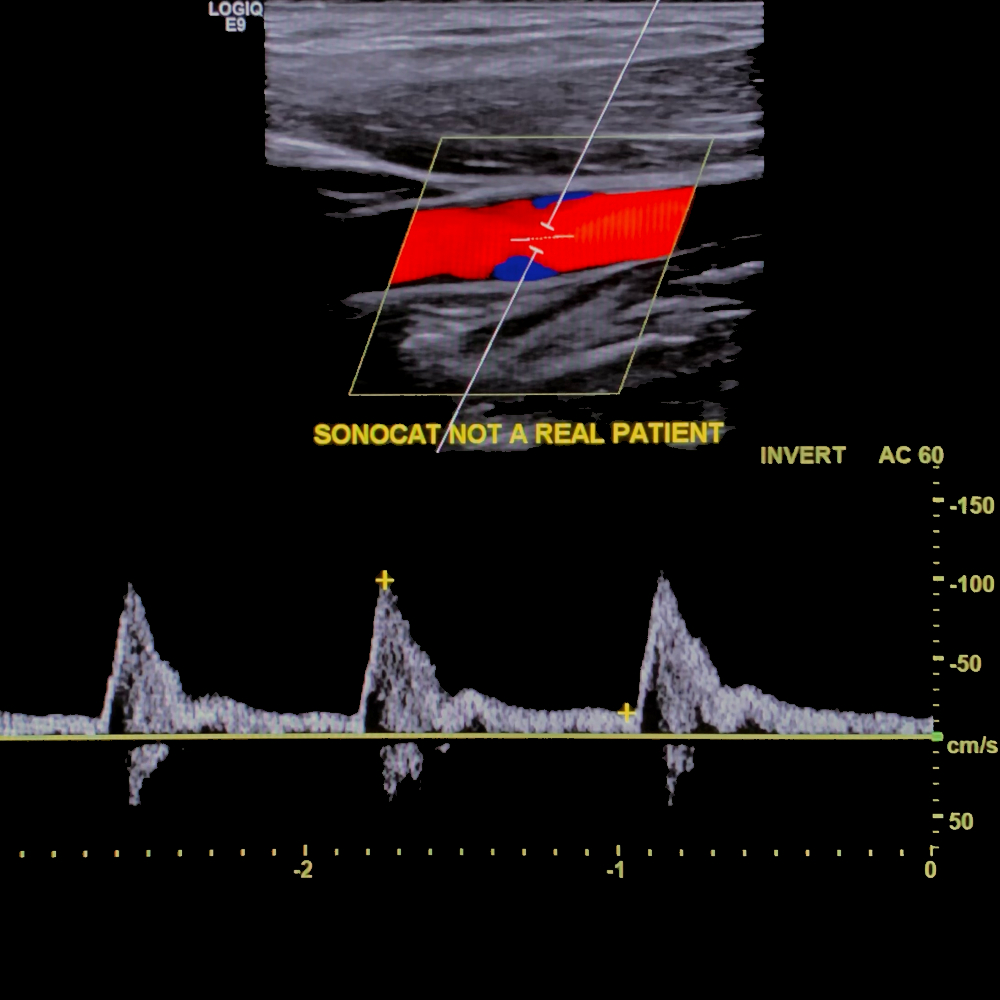 LOGIQ
E9
SONOCAT NOT A REAL PATIENT
INVERT AC 60
-150
-100
-50
cm/s
50
-2 -1 0